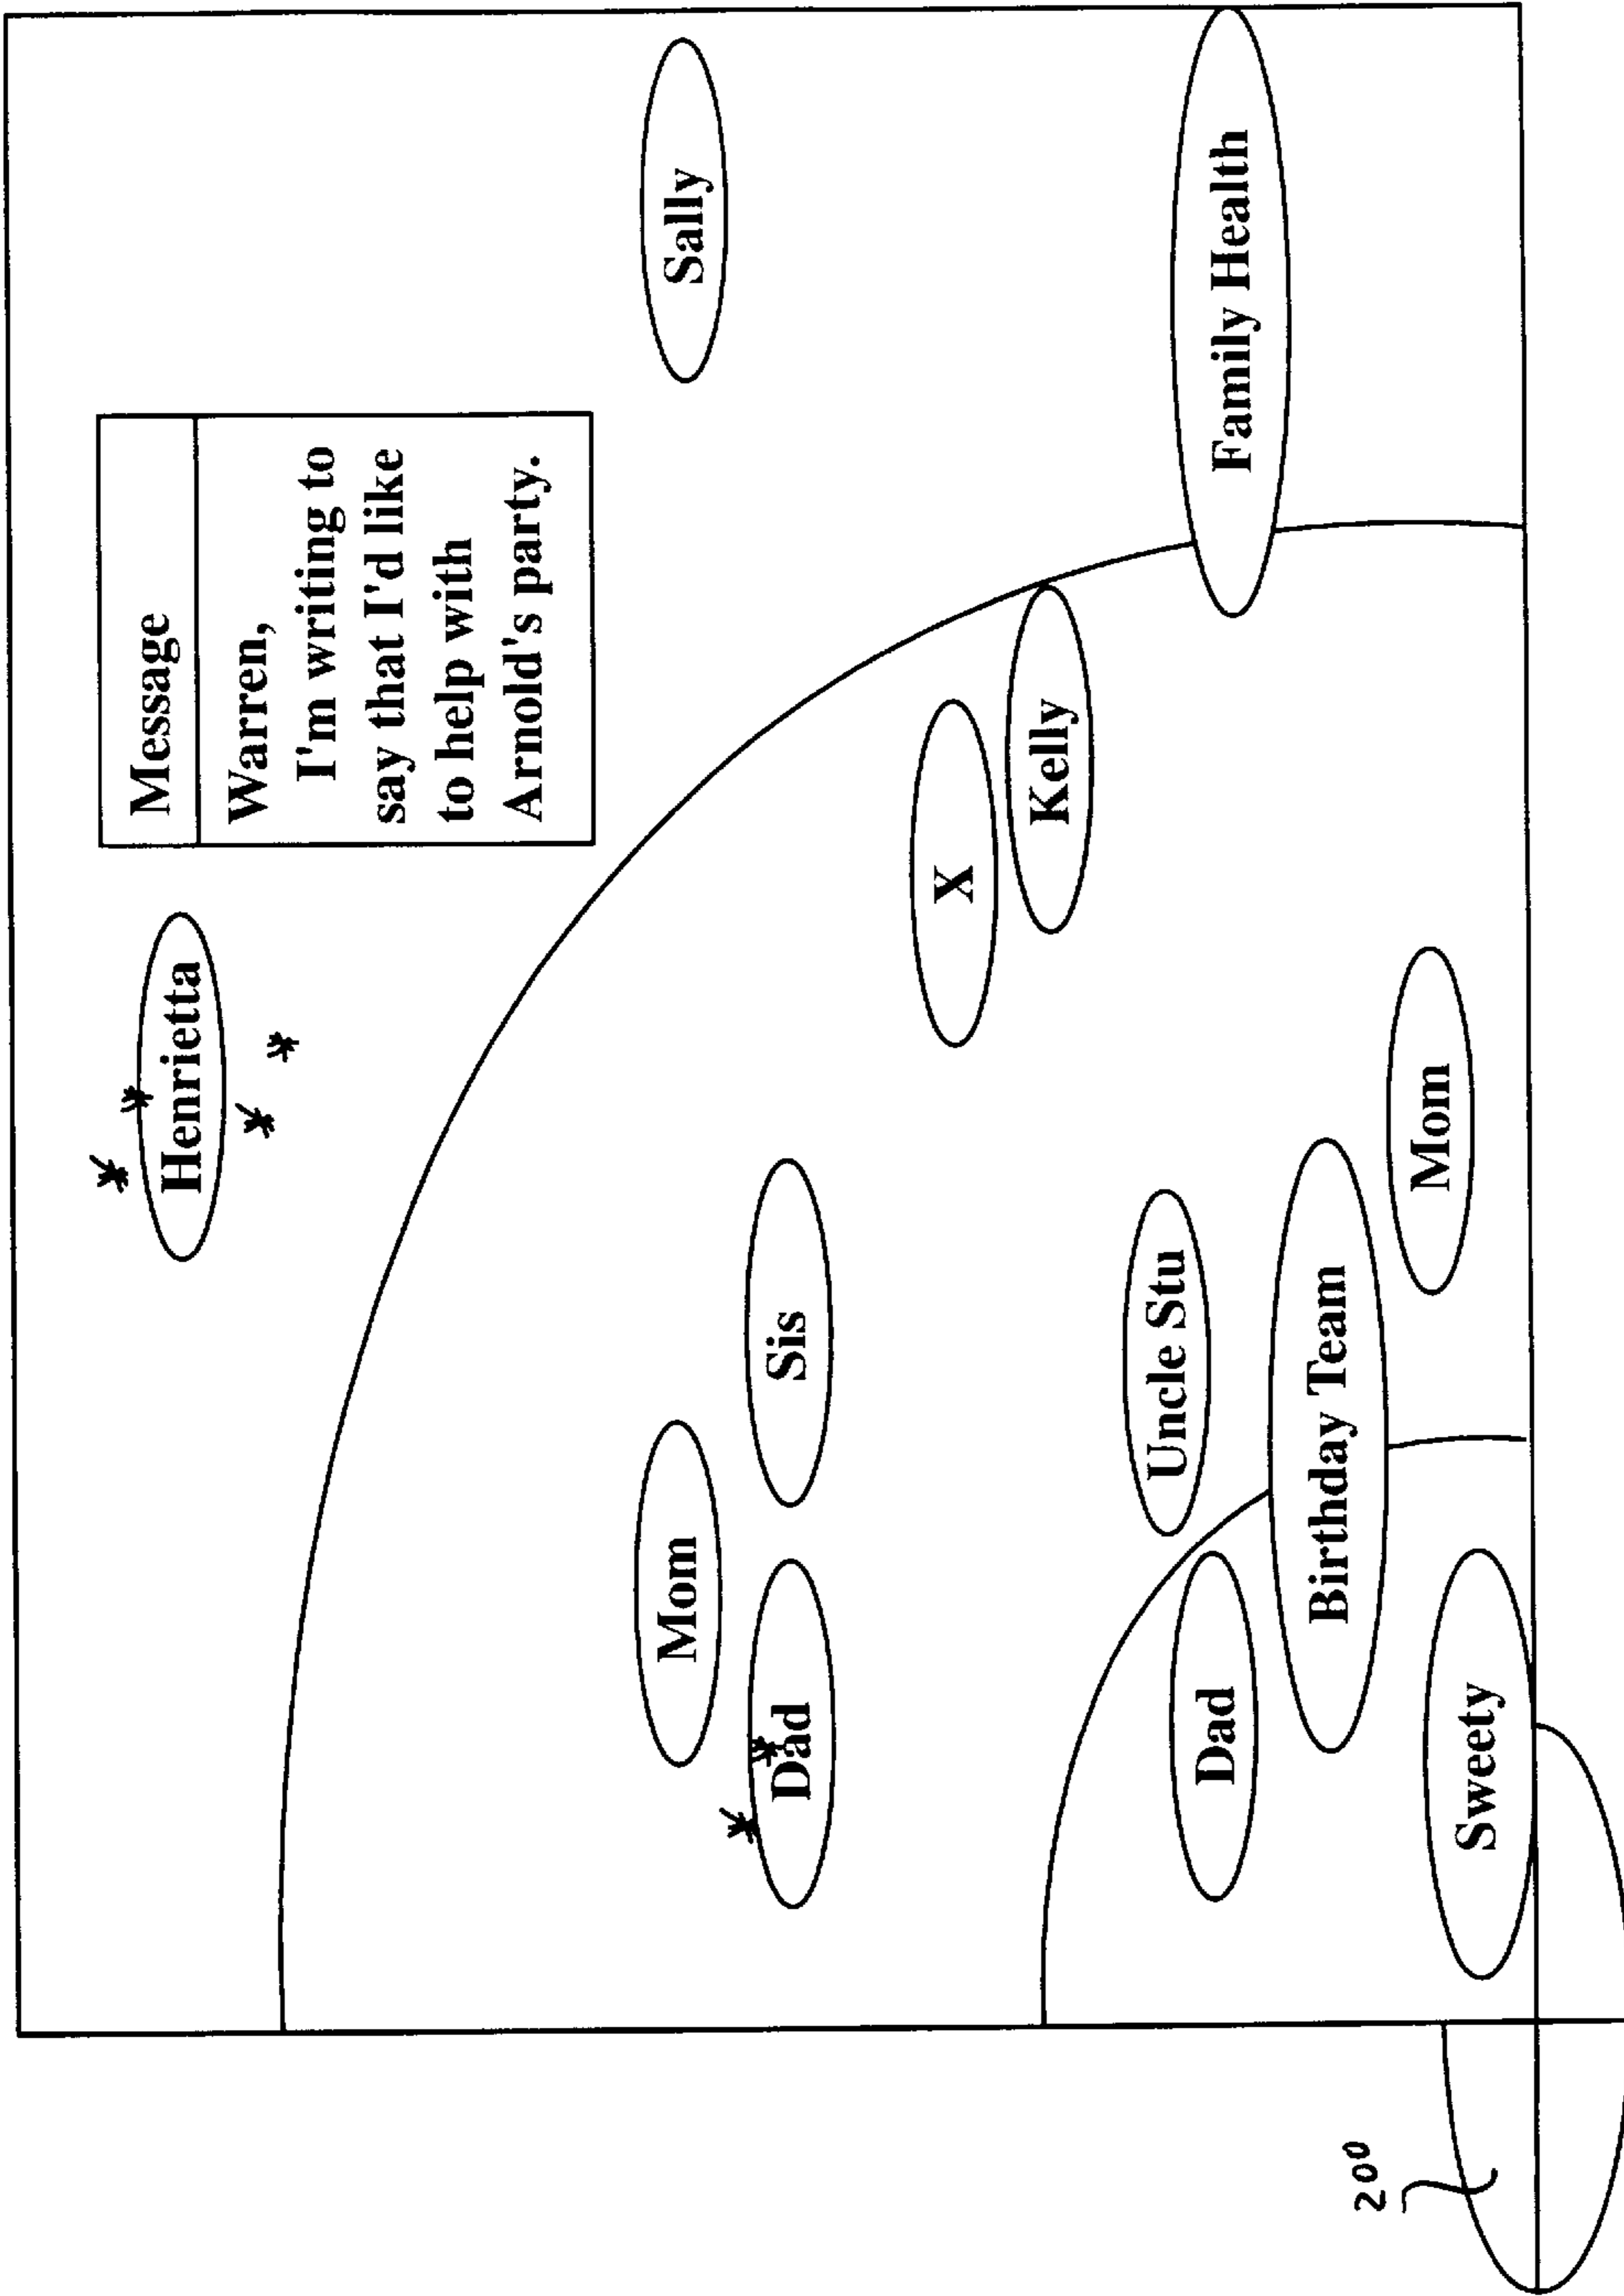 Message
Warren,
I'm writing to
say that I'd like
to help with
Arnold's party.
Henrietta
Sally
Mom
Dad
Sis
X
Kelly
Uncle Stu
Dad
Family Health
Birthday Team
Mom
Sweety
200